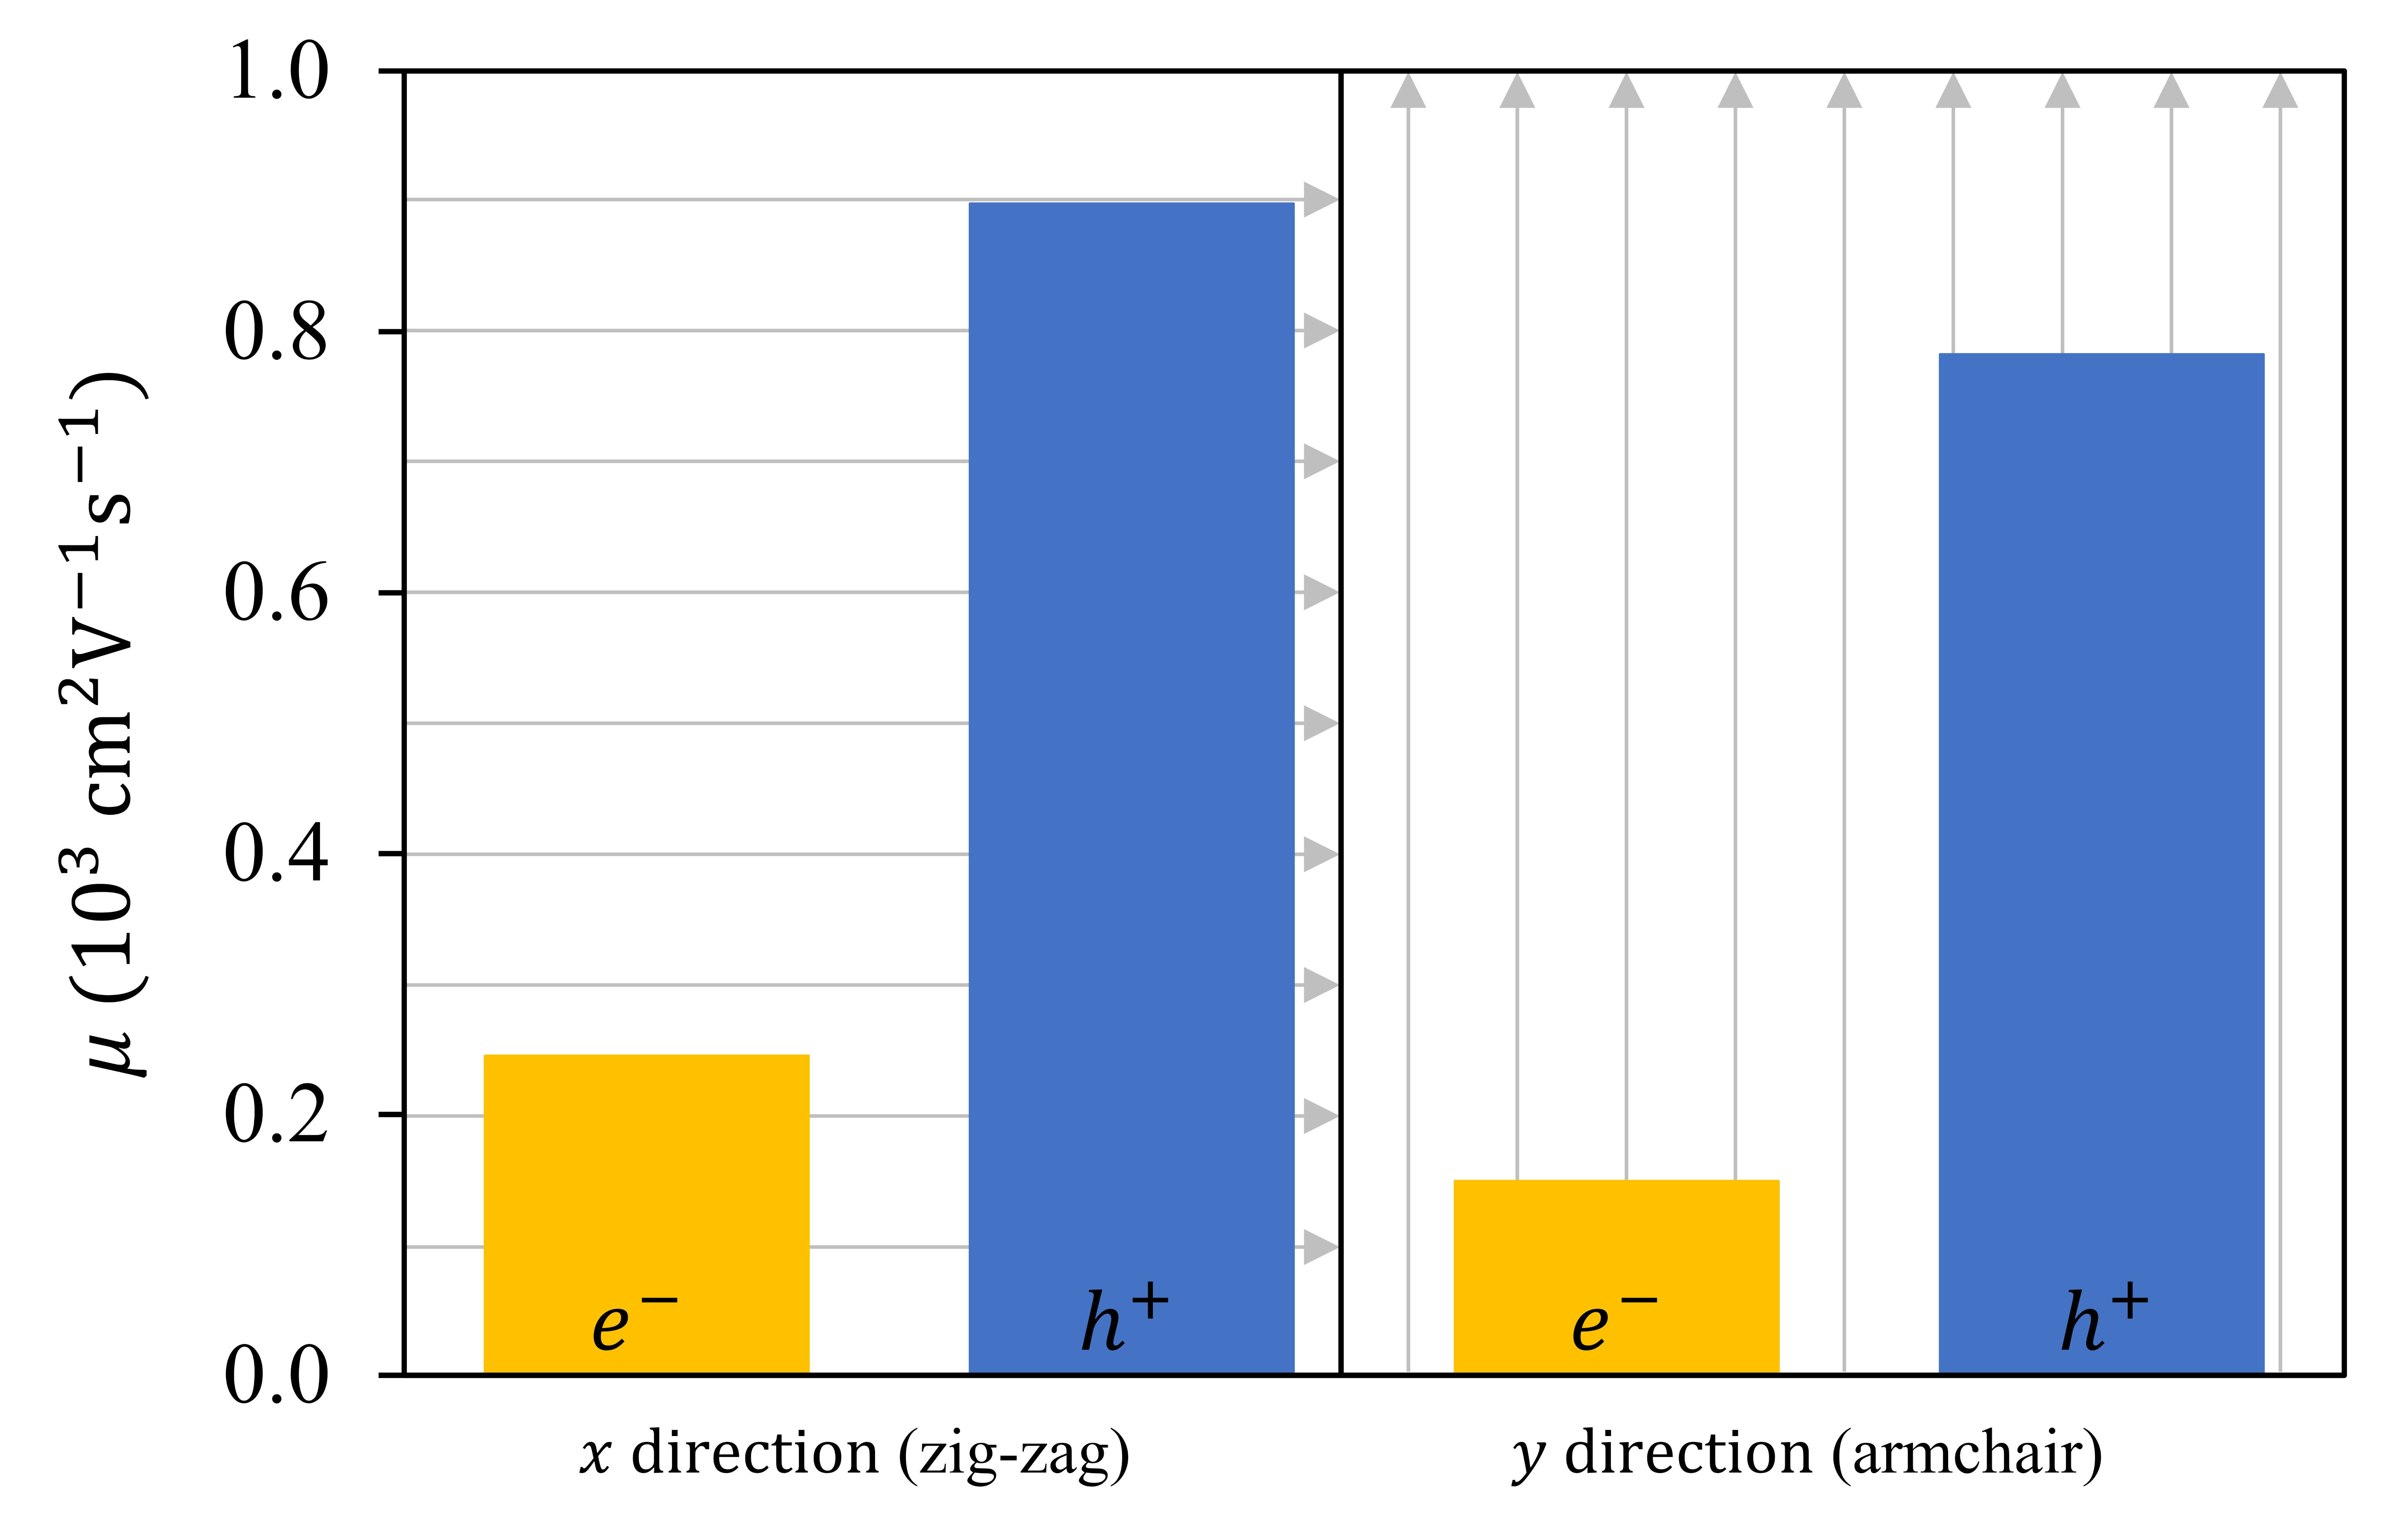 μ (10³ cm²V⁻¹s⁻¹)
1.0
0.8
0.6
0.4
0.2
0.0
e⁻ h⁺ e⁻ h⁺
x direction (zig-zag) y direction (armchair)